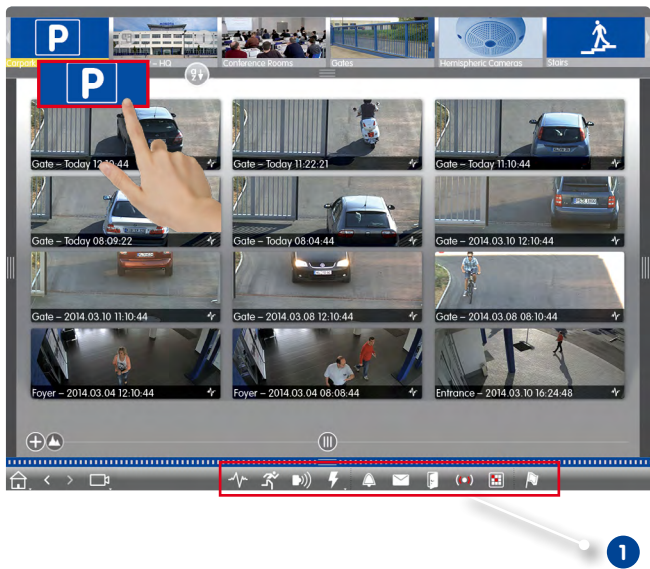 P
Carpark
– HQ
Conference Rooms
Gates
Hemispheric Cameras
Stairs
P
Gate – Today 12:10:44
Gate – Today 11:22:21
Gate – Today 11:10:44
Gate – Today 08:09:22
Gate – Today 08:04:44
Gate – 2014.03.10 12:10:44
Gate – 2014.03.10 11:10:44
Gate – 2014.03.08 12:10:44
Gate – 2014.03.08 08:10:44
Foyer – 2014.03.04 12:10:44
Foyer – 2014.03.04 08:08:44
Entrance – 2014.03.10 16:24:48
1